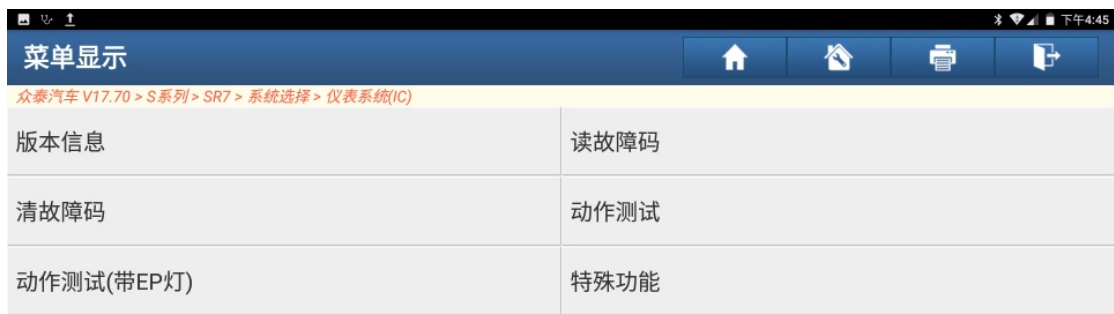 下午4:45
菜单显示
众泰汽车 V17.70 > S系列 > SR7 > 系统选择 > 仪表系统(IC)
版本信息 读故障码
清故障码 动作测试
动作测试(带EP灯) 特殊功能